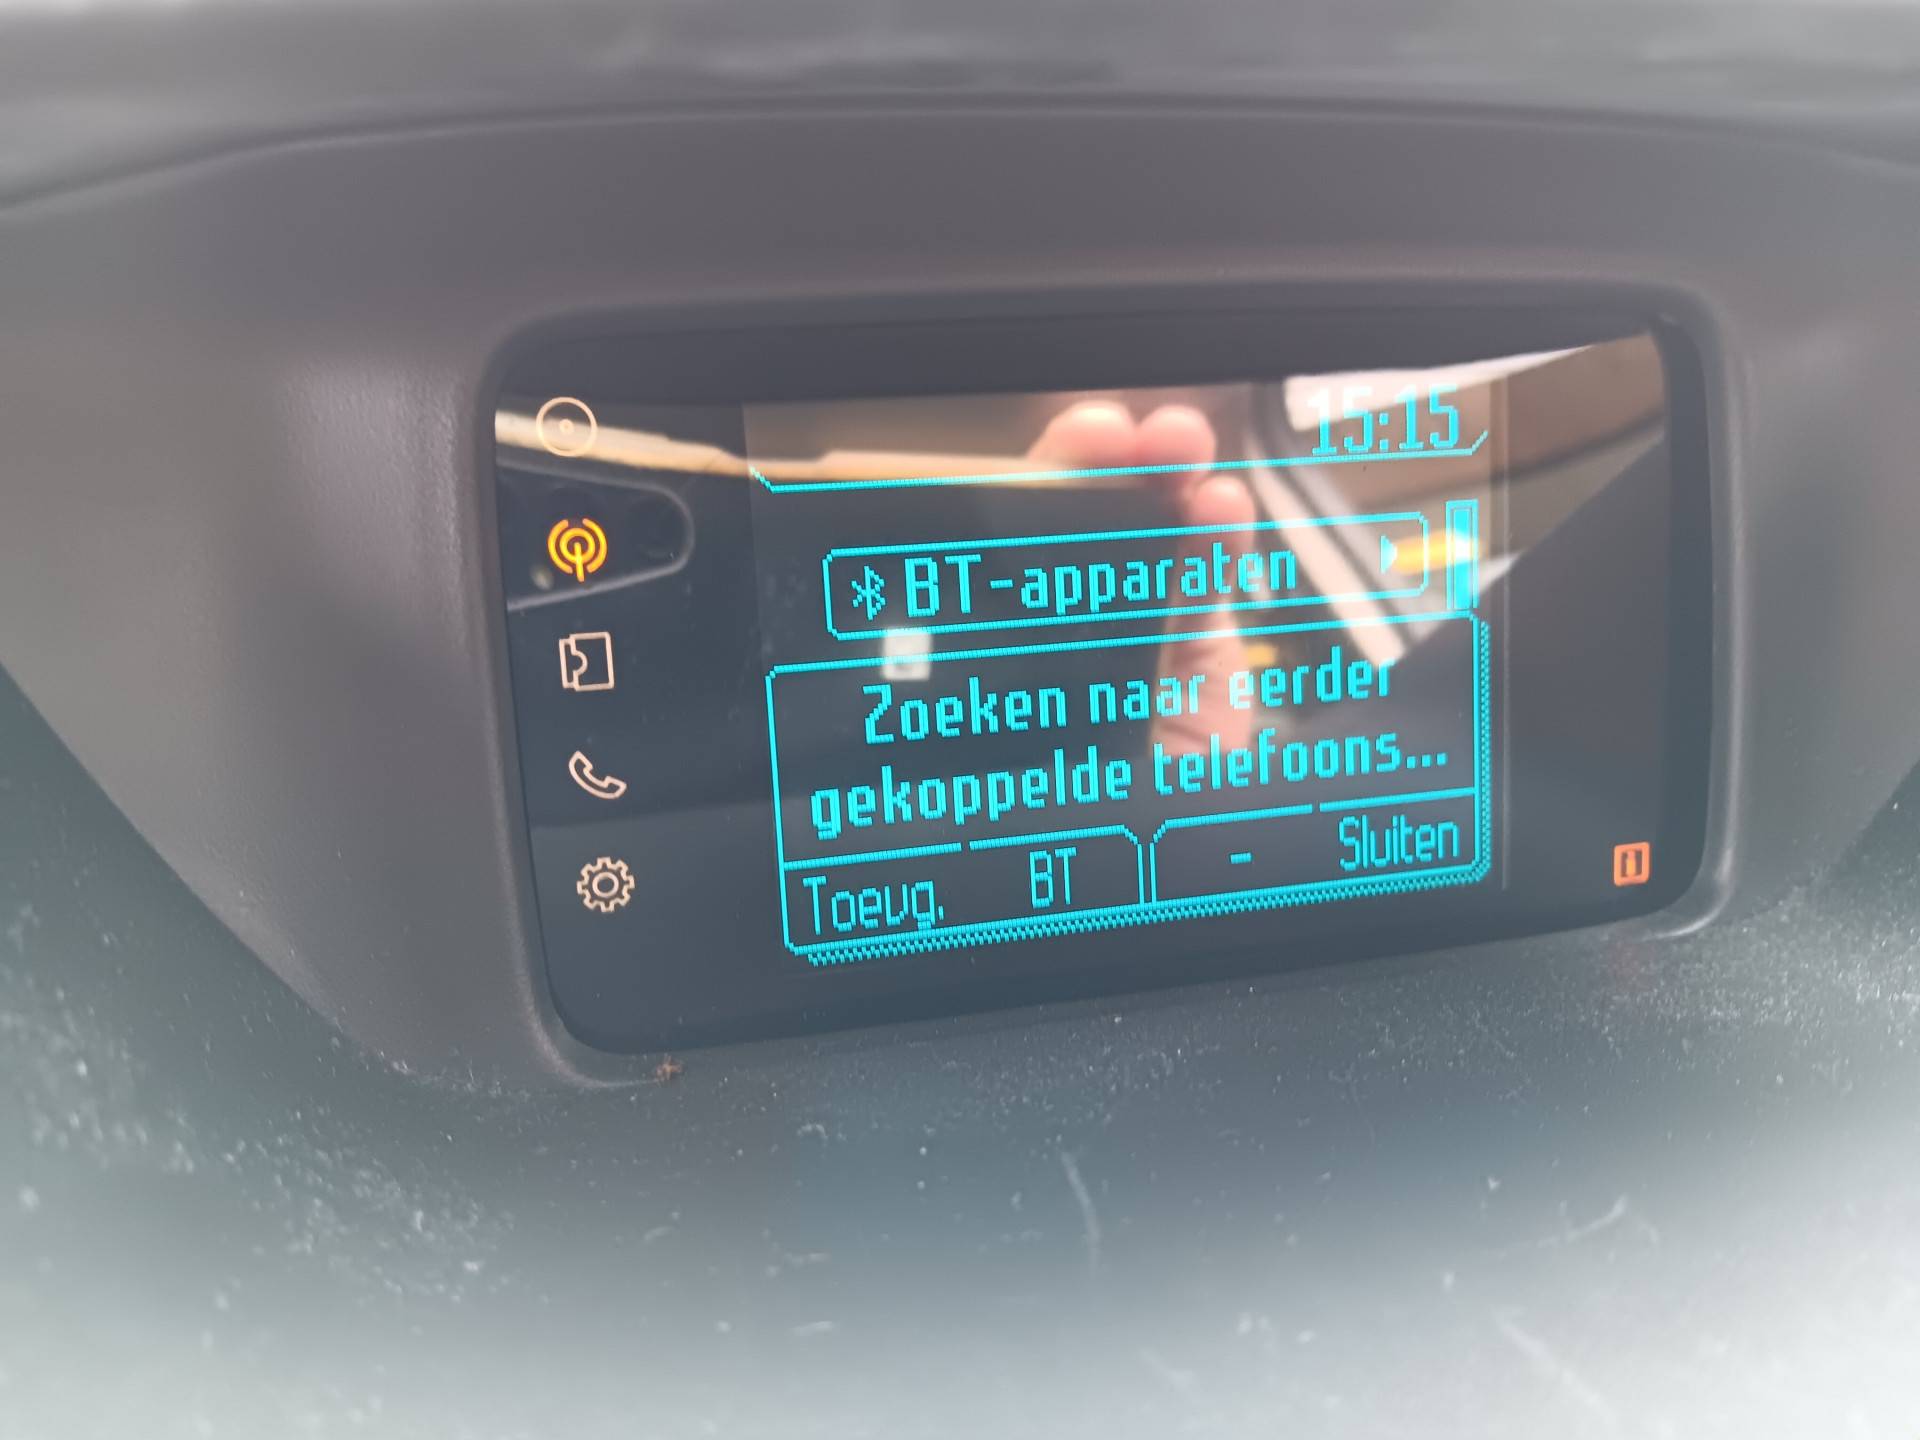 15:15
BT-apparaten
Zoeken naar eerder
gekoppelde telefoons...
Toevg. BT - Sluiten